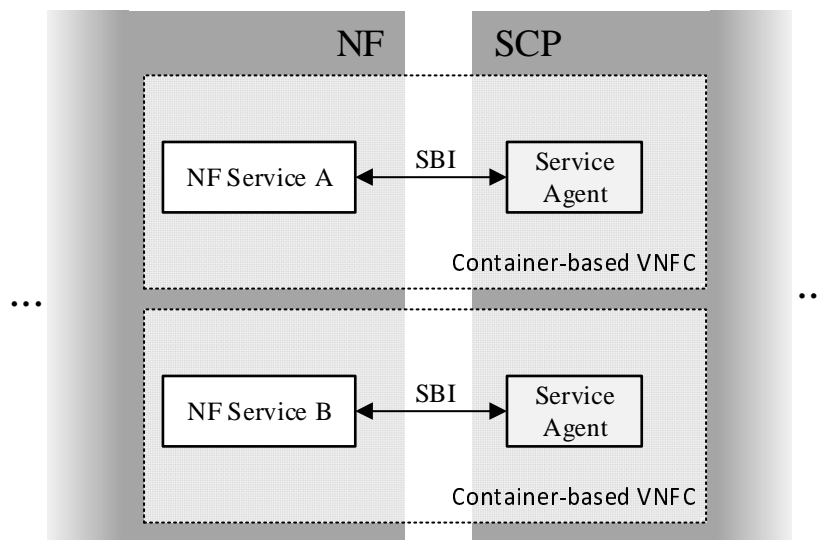 NF SCP
SBI
NF Service A
Service
Agent
Container-based VNFC
... ..
SBI
NF Service B
Service
Agent
Container-based VNFC